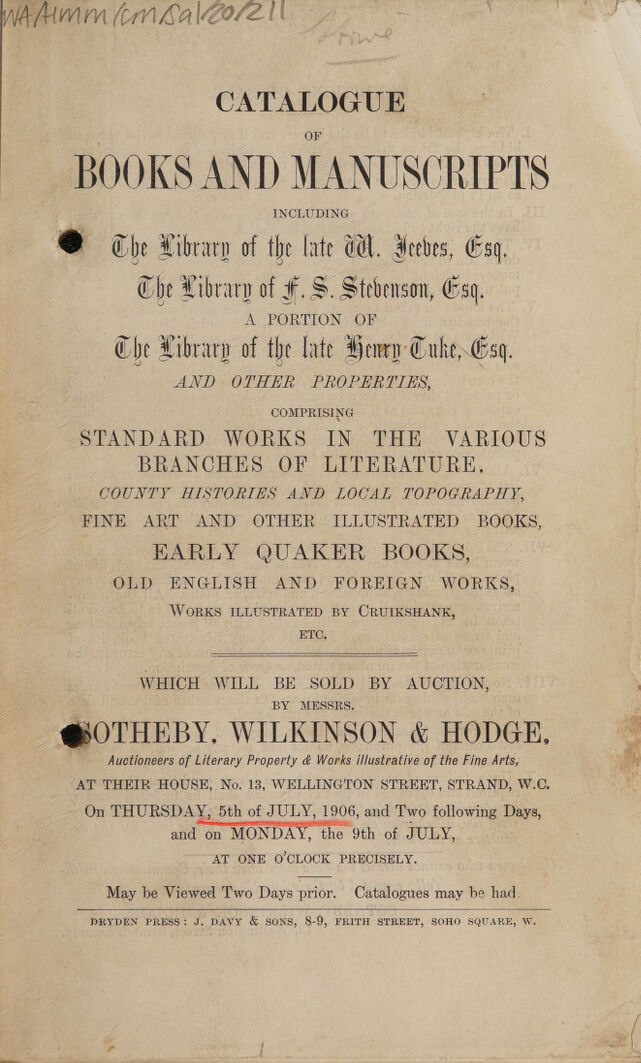 CATALOGUE
OF
BOOKS AND MANUSCRIPTS
INCLUDING
The Library of the late W. Jeebes, Esq.
The Library of F. S. Stevenson, Esq.
A PORTION OF
The Library of the late Henry Tuke, Esq.
AND OTHER PROPERTIES,
COMPRISING
STANDARD WORKS IN THE VARIOUS
BRANCHES OF LITERATURE.
COUNTY HISTORIES AND LOCAL TOPOGRAPHY,
FINE ART AND OTHER ILLUSTRATED BOOKS,
EARLY QUAKER BOOKS,
OLD ENGLISH AND FOREIGN WORKS,
WORKS ILLUSTRATED BY CRUIKSHANK,
ETC.
WHICH WILL BE SOLD BY AUCTION,
BY MESSRS.
SOTHEBY, WILKINSON & HODGE,
Auctioneers of Literary Property & Works illustrative of the Fine Arts,
AT THEIR HOUSE, No. 13, WELLINGTON STREET, STRAND, W.C.
On THURSDAY, 5th of JULY, 1906, and Two following Days,
and on MONDAY, the 9th of JULY,
AT ONE O'CLOCK PRECISELY.
May be Viewed Two Days prior. Catalogues may be had.
DRYDEN PRESS: J. DAVY & SONS, 8-9, FRITH STREET, SOHO SQUARE, W.